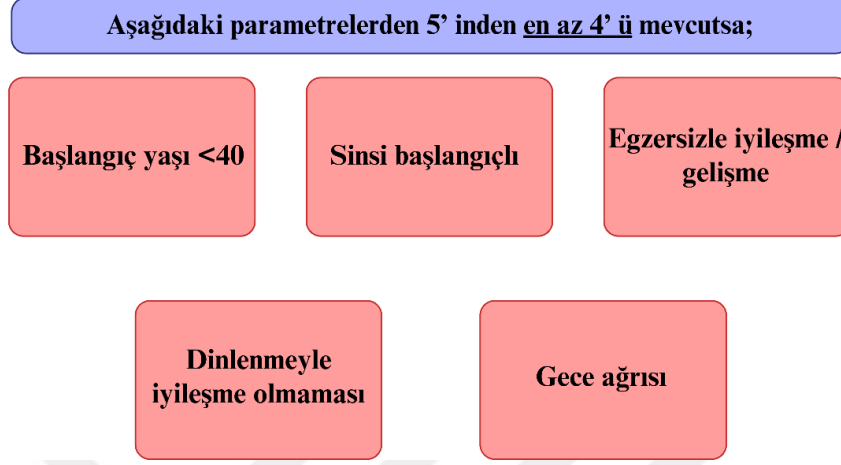 Aşağıdaki parametrelerden 5’ inden en az 4’ ü mevcutsa;
Başlangıç yaşı <40
Sinsi başlangıçlı
Egzersizle iyileşme /
gelişme
Dinlenmeyle
iyileşme olmaması
Gece ağrısı